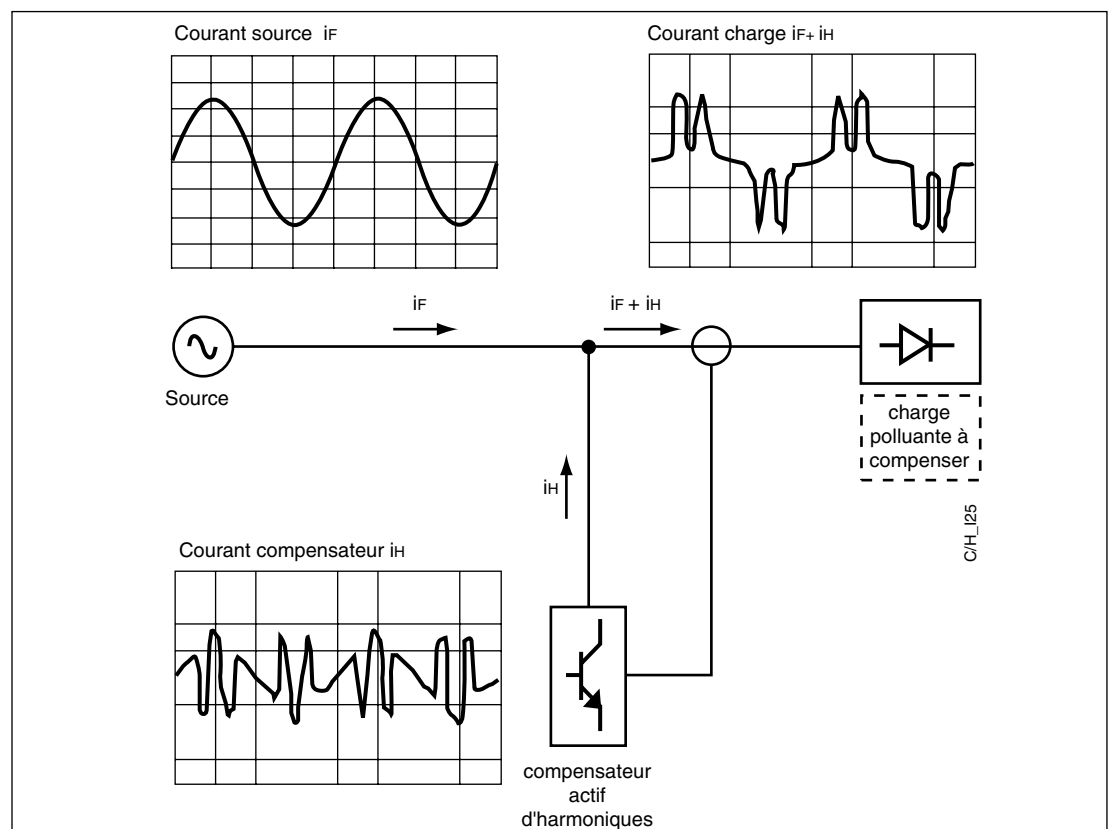 Courant source iF
Courant charge iF+ iH
iF
iF + iH
Source
charge
polluante à
compenser
iH
C/H_I25
Courant compensateur iH
compensateur
actif
d'harmoniques